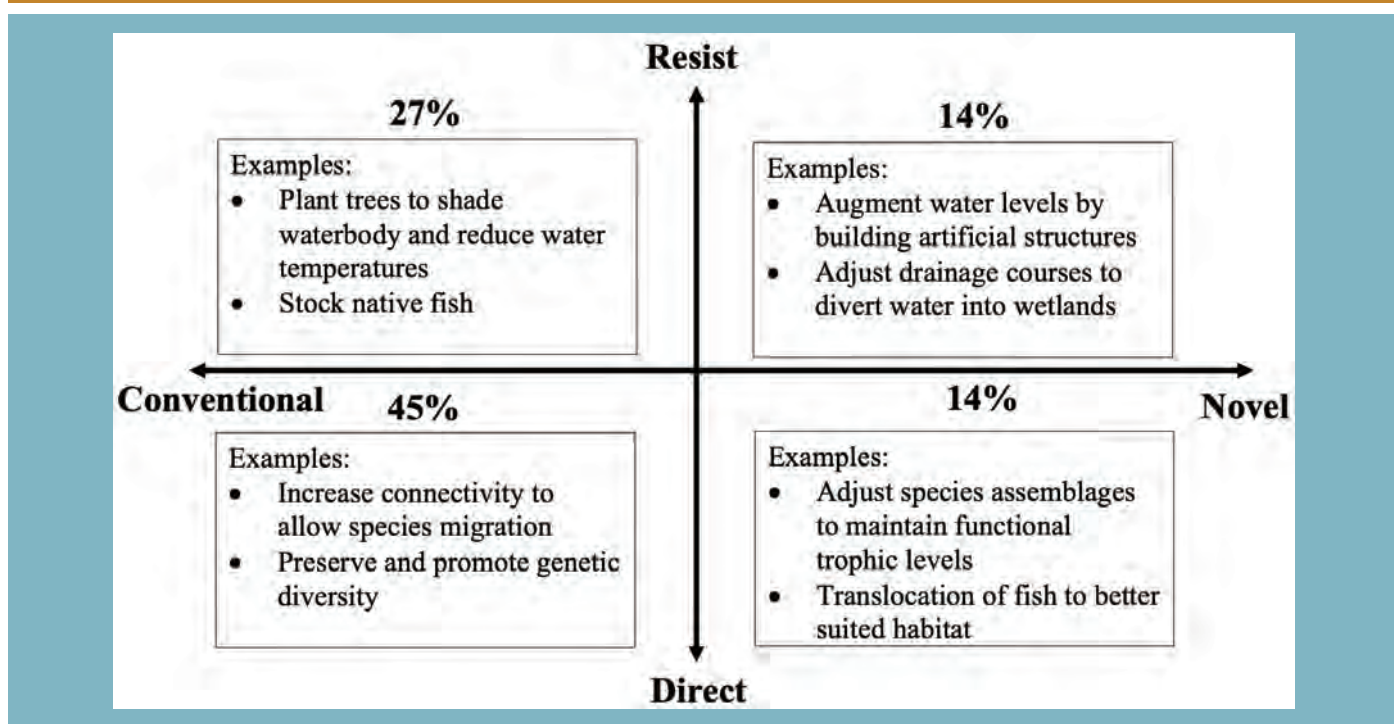 Resist
27%
Examples:
• Plant trees to shade
waterbody and reduce water
temperatures
• Stock native fish
14%
Examples:
• Augment water levels by
building artificial structures
• Adjust drainage courses to
divert water into wetlands
Conventional
Novel
45%
Examples:
• Increase connectivity to
allow species migration
• Preserve and promote genetic
diversity
14%
Examples:
• Adjust species assemblages
to maintain functional
trophic levels
• Translocation of fish to better
suited habitat
Direct